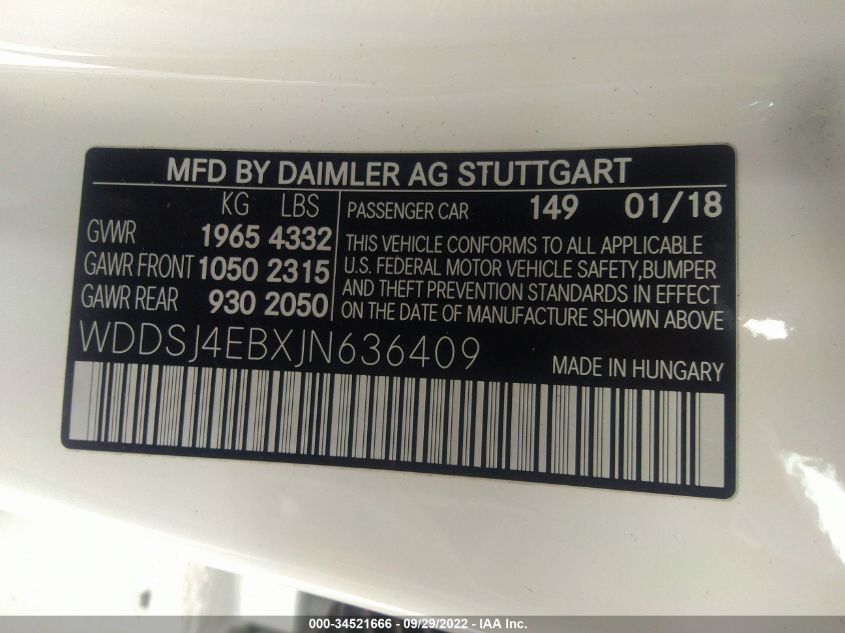 MFD BY DAIMLER AG STUTTGART
KG LBS
GVWR 1965 4332
GAWR FRONT 1050 2315
GAWR REAR 930 2050
PASSENGER CAR 149 01/18
THIS VEHICLE CONFORMS TO ALL APPLICABLE
U.S. FEDERAL MOTOR VEHICLE SAFETY,BUMPER
AND THEFT PREVENTION STANDARDS IN EFFECT
ON THE DATE OF MANUFACTURE SHOWN ABOVE
WDDSJ4EBXJN636409
MADE IN HUNGARY
000-34521666 - 09/29/2022 - IAA Inc.